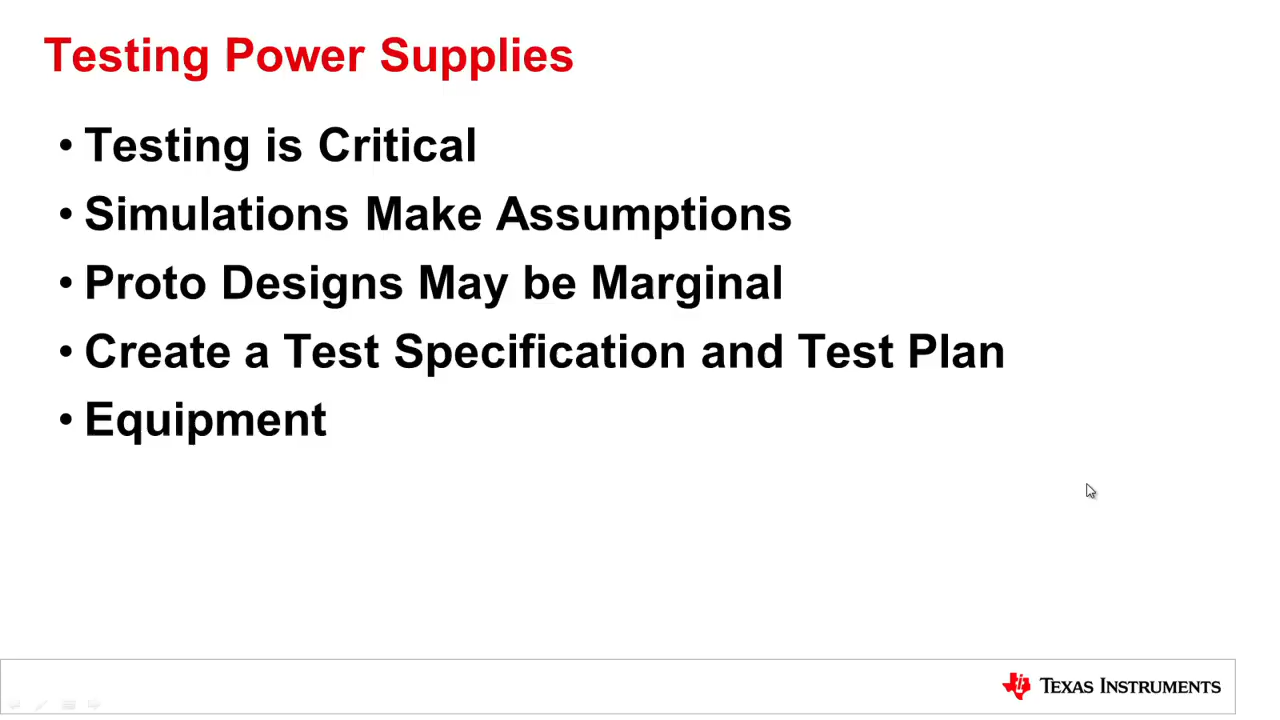 Testing Power Supplies
• Testing is Critical
• Simulations Make Assumptions
• Proto Designs May be Marginal
• Create a Test Specification and Test Plan
• Equipment
TEXAS INSTRUMENTS